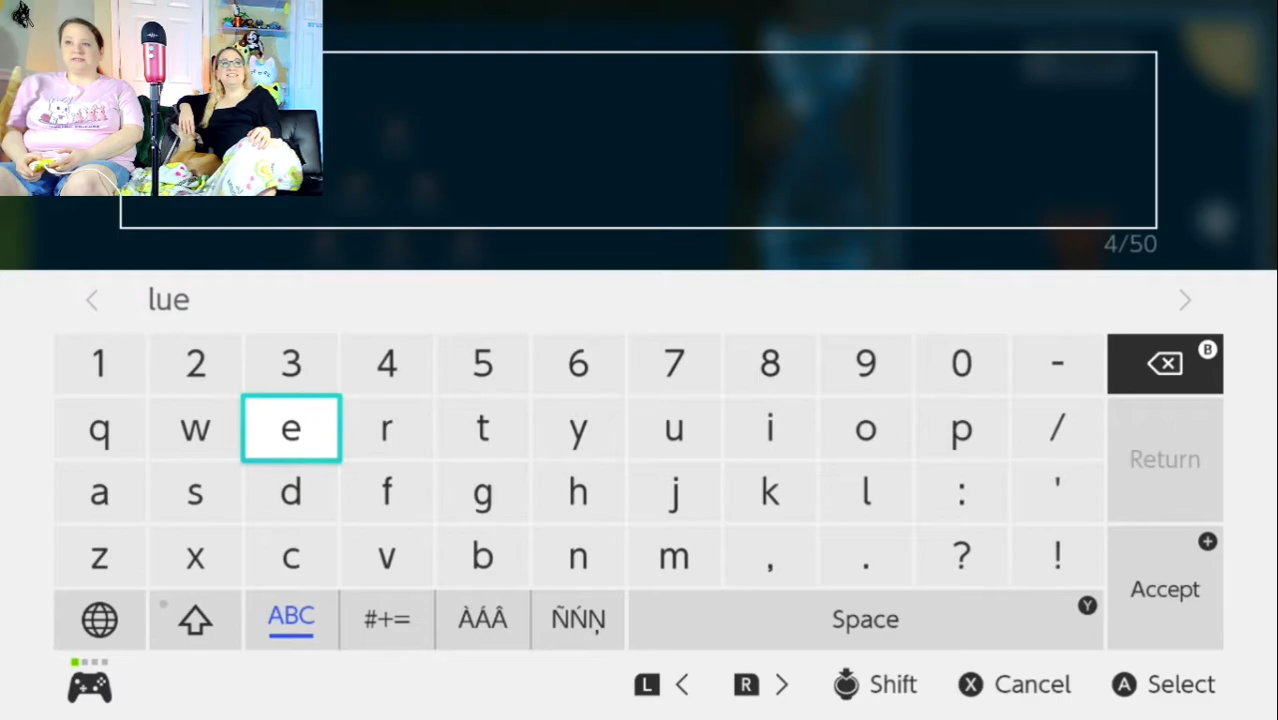 4/50
lue
1 2 3 4 5 6 7 8 9 0 -
B
q w e r t y u i o p /
Return
a s d f g h j k l : '
+
z x c v b n m , . ? !
Accept
ABC #+= ÀÁÂ ÑŃŅ Space Y
L < R > Shift X Cancel A Select